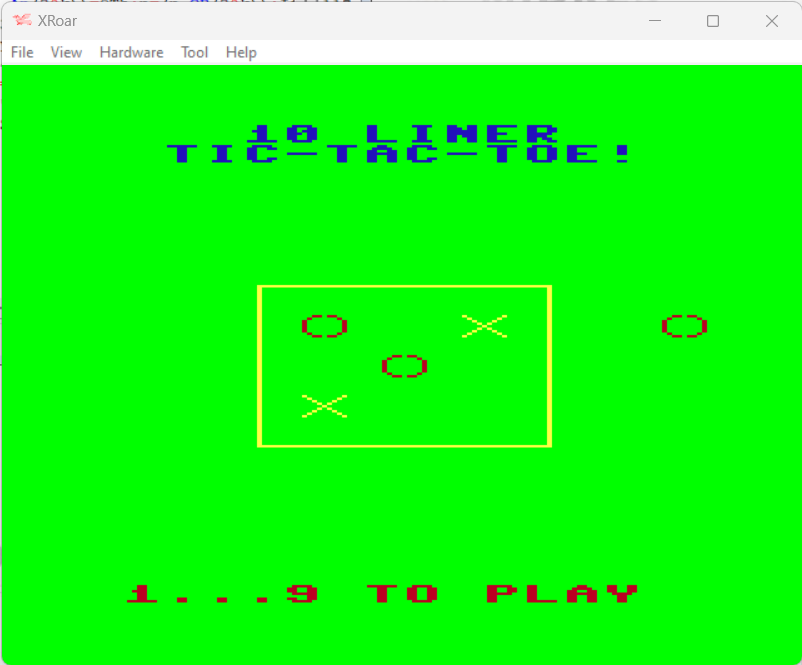 XRoar
File View Hardware Tool Help
10 LINER
TIC-TAC-TOE!
O X O
O
X
1...9 TO PLAY